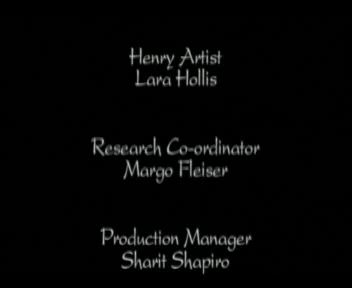 Henry Artist
Lara Hollis
Research Co-ordinator
Margo Fleiser
Production Manager
Sharit Shapiro